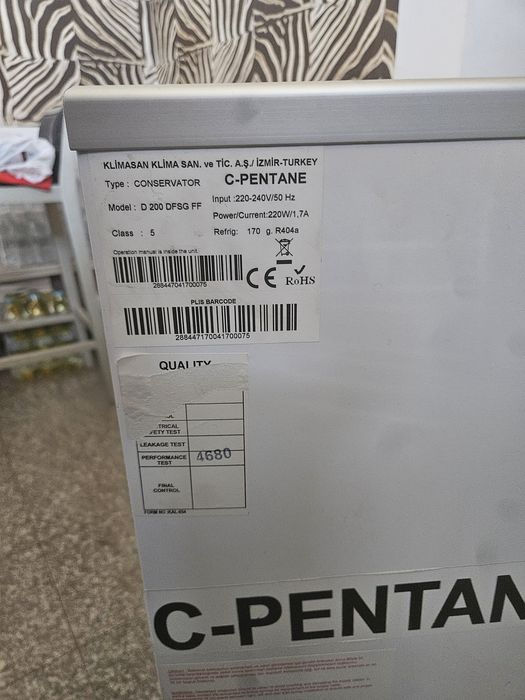 KLİMASAN KLİMA SAN. ve TİC. A.Ş./ İZMİR-TURKEY
Type : CONSERVATOR C-PENTANE
Model : D 200 DFSG FF Input :220-240V/50 Hz
Power/Current:220W/1,7A
Class : 5 Refrig: 170 g. R404a
Operation manual is inside the unit.
288447041700075
CE RoHS
PLIS BARCODE
288447170041700075
QUALITY
TRICAL
FETY TEST
LEAKAGE TEST
PERFORMANCE
TEST 4680
FINAL
CONTROL
C-PENTAN